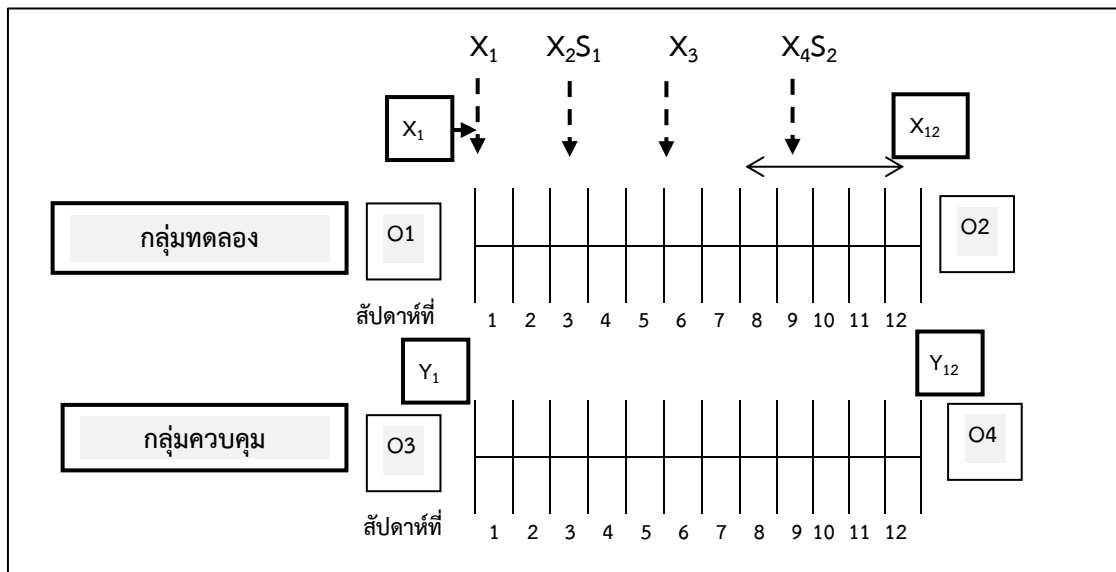 X₁ X₂S₁ X₃ X₄S₂
X₁ X₁₂
กลุ่มทดลอง O1 O2
สัปดาห์ที่ 1 2 3 4 5 6 7 8 9 10 11 12
Y₁ Y₁₂
กลุ่มควบคุม O3 O4
สัปดาห์ที่ 1 2 3 4 5 6 7 8 9 10 11 12